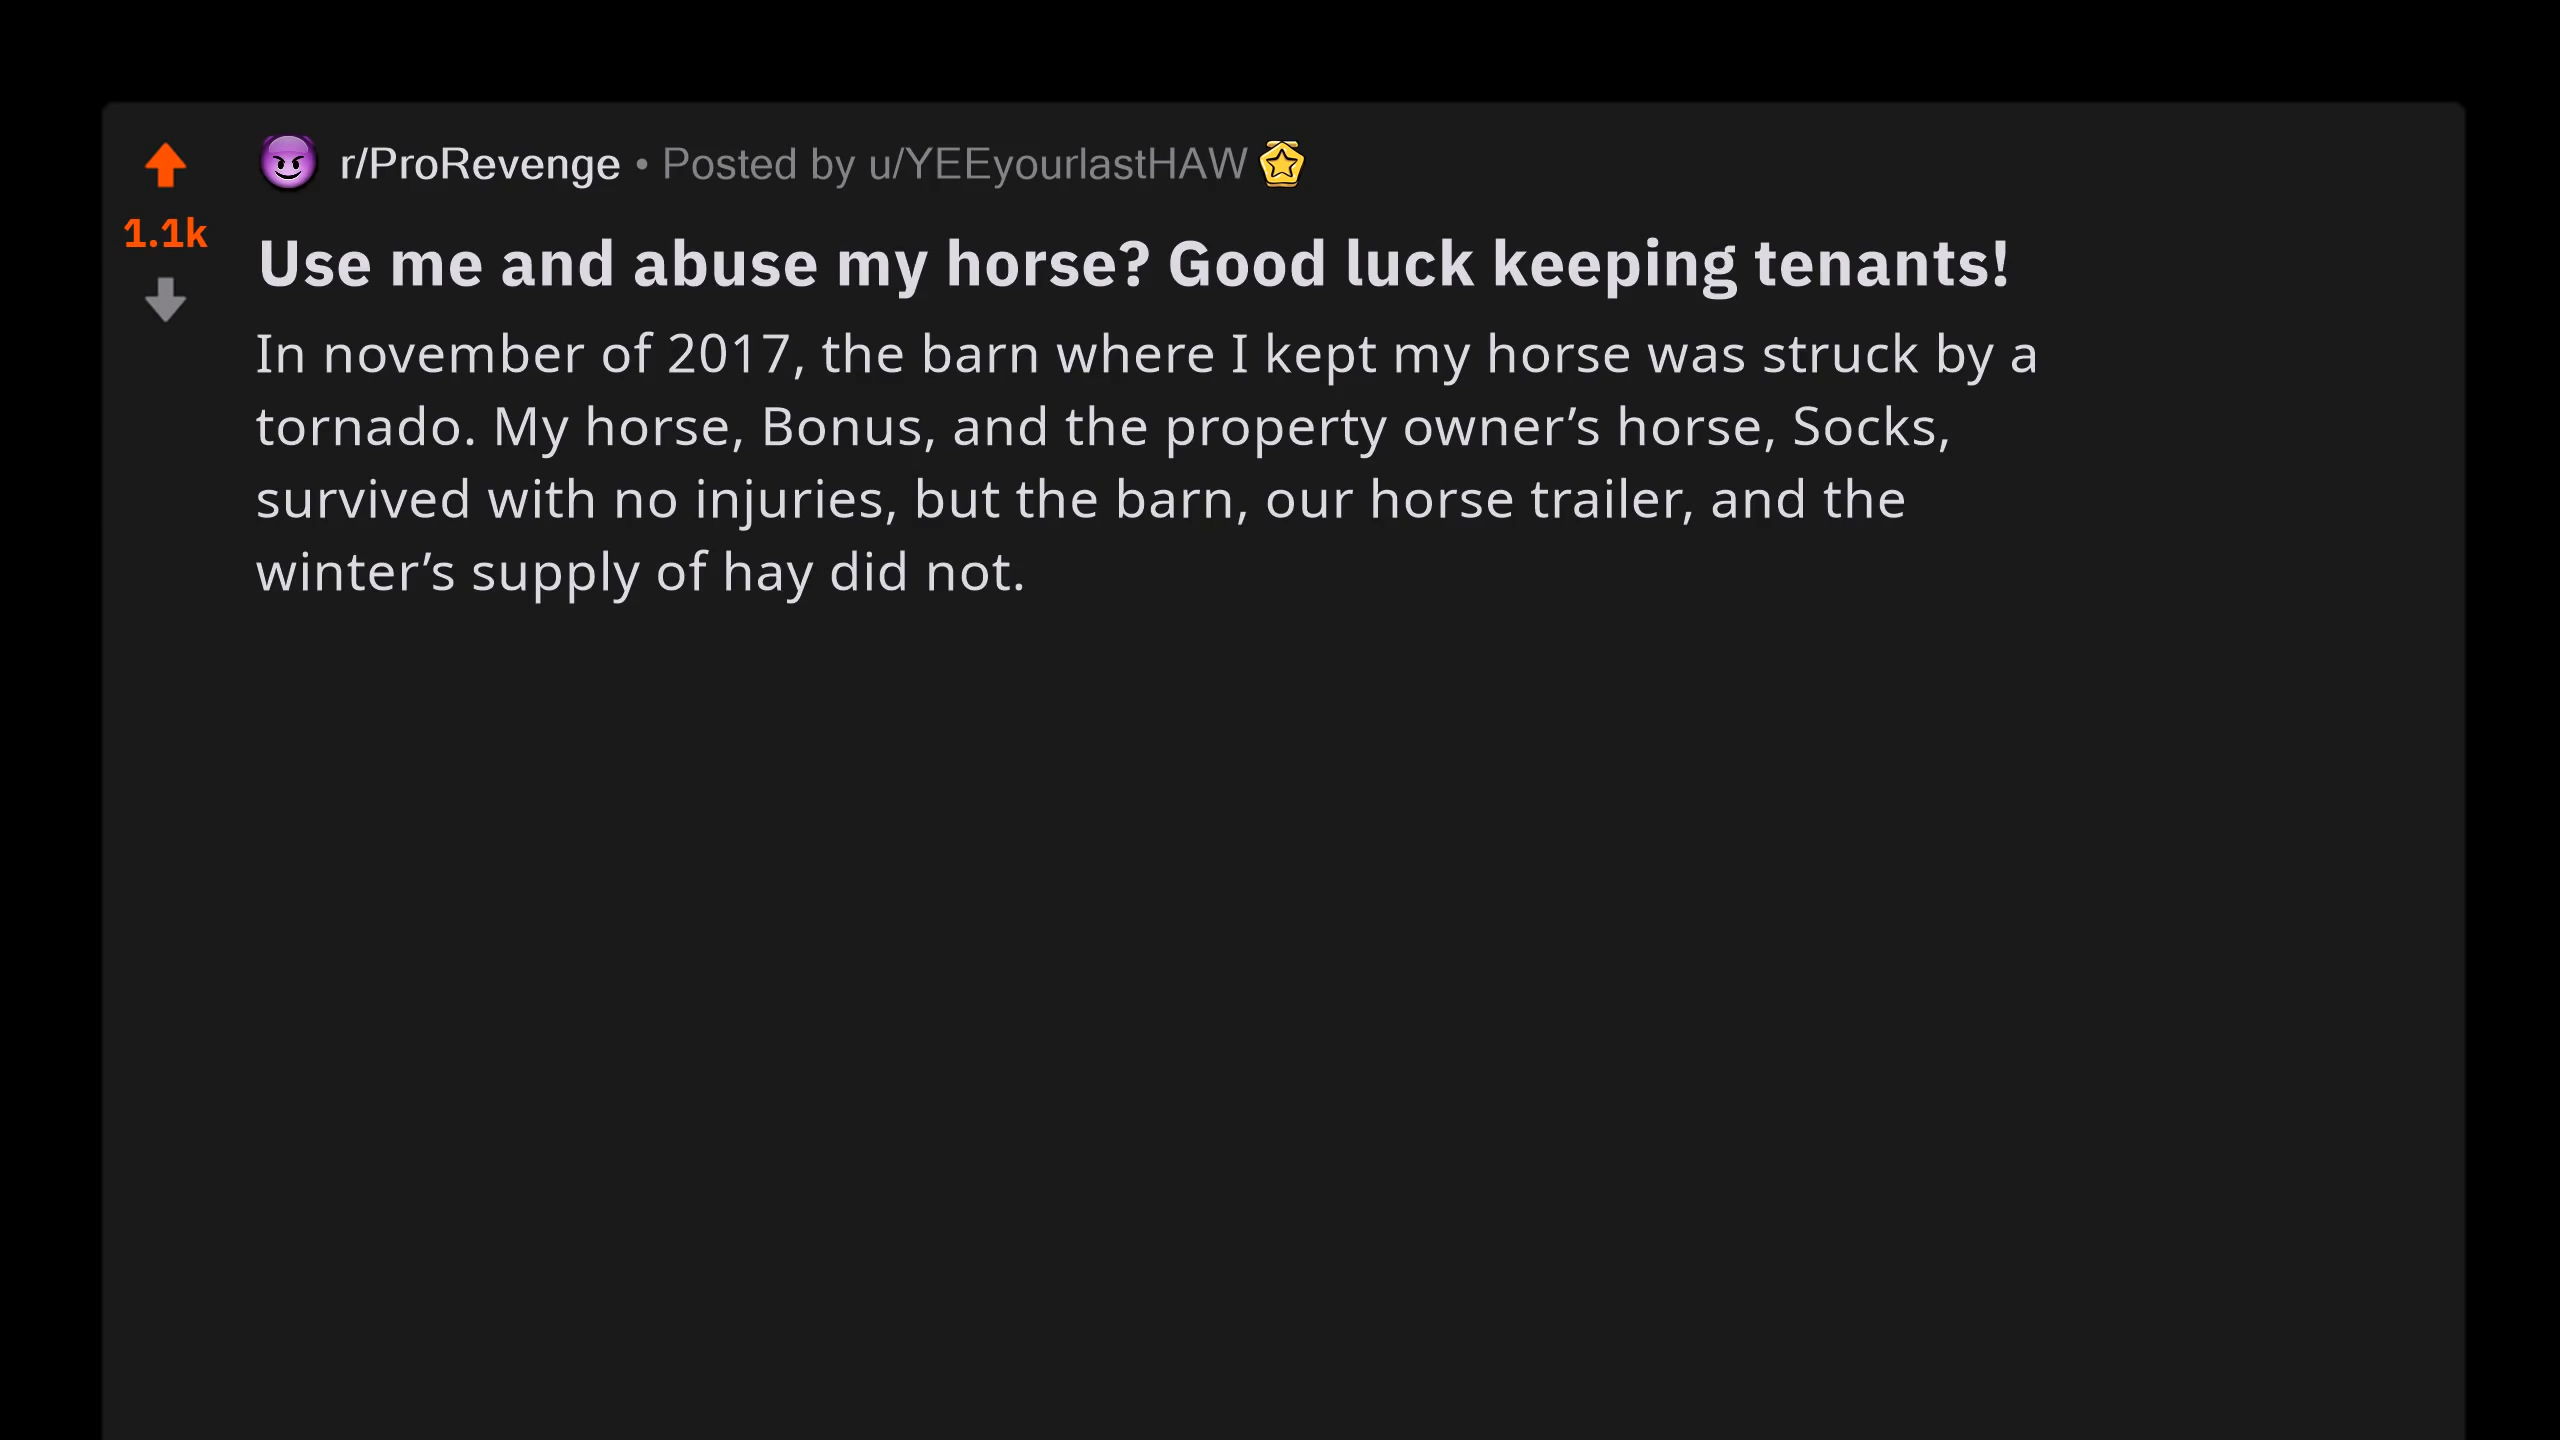 r/ProRevenge • Posted by u/YEEyourlastHAW
1.1k
Use me and abuse my horse? Good luck keeping tenants!
In november of 2017, the barn where I kept my horse was struck by a
tornado. My horse, Bonus, and the property owner’s horse, Socks,
survived with no injuries, but the barn, our horse trailer, and the
winter’s supply of hay did not.